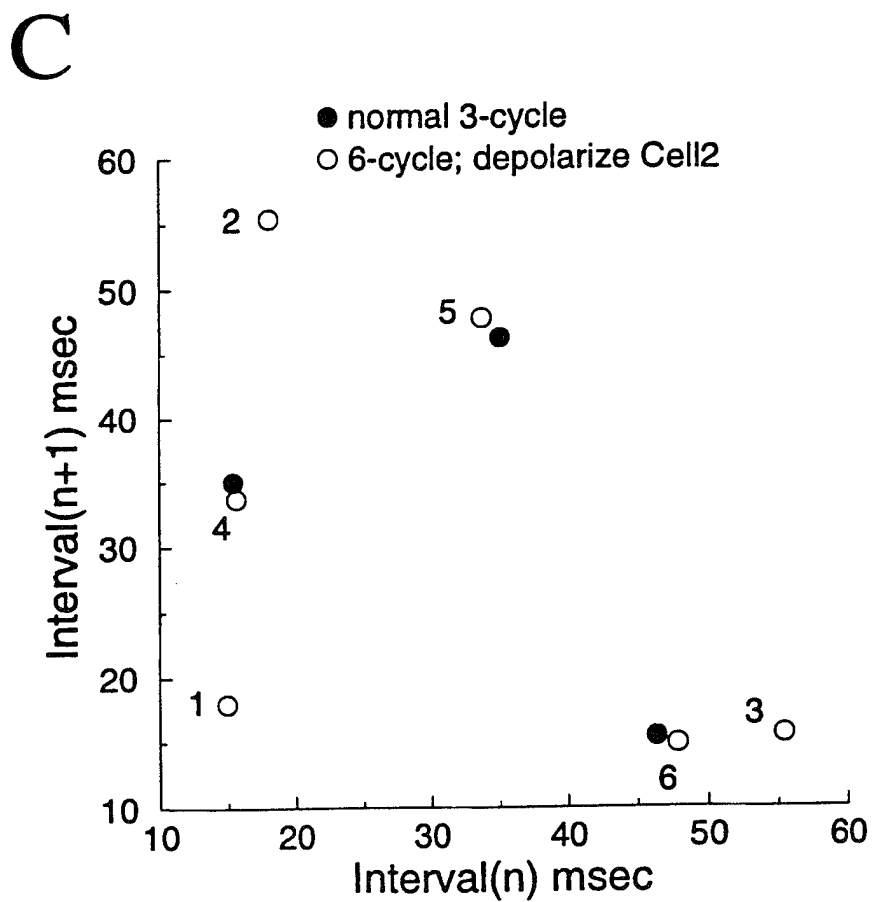 C
normal 3-cycle
6-cycle; depolarize Cell2
60
2
50
5
40
4
30
20
1
3
6
10
10 20 30 40 50 60
Interval(n+1) msec
Interval(n) msec